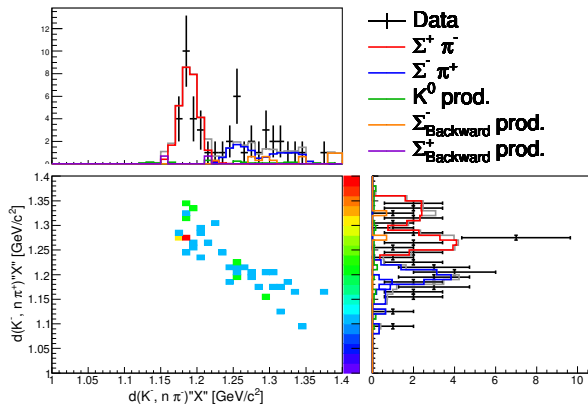 12
10
8
6
4
2
0
Data
Σ⁺ π⁻
Σ⁻ π⁺
K⁰ prod.
Σ⁻Backward prod.
Σ⁺Backward prod.
d(K⁻, n π⁺)"X" [GeV/c²]
1.4
1.35
1.3
1.25
1.2
1.15
1.1
1.05
1
1 1.05 1.1 1.15 1.2 1.25 1.3 1.35 1.4
d(K⁻, n π⁻)"X" [GeV/c²]
0 2 4 6 8 10